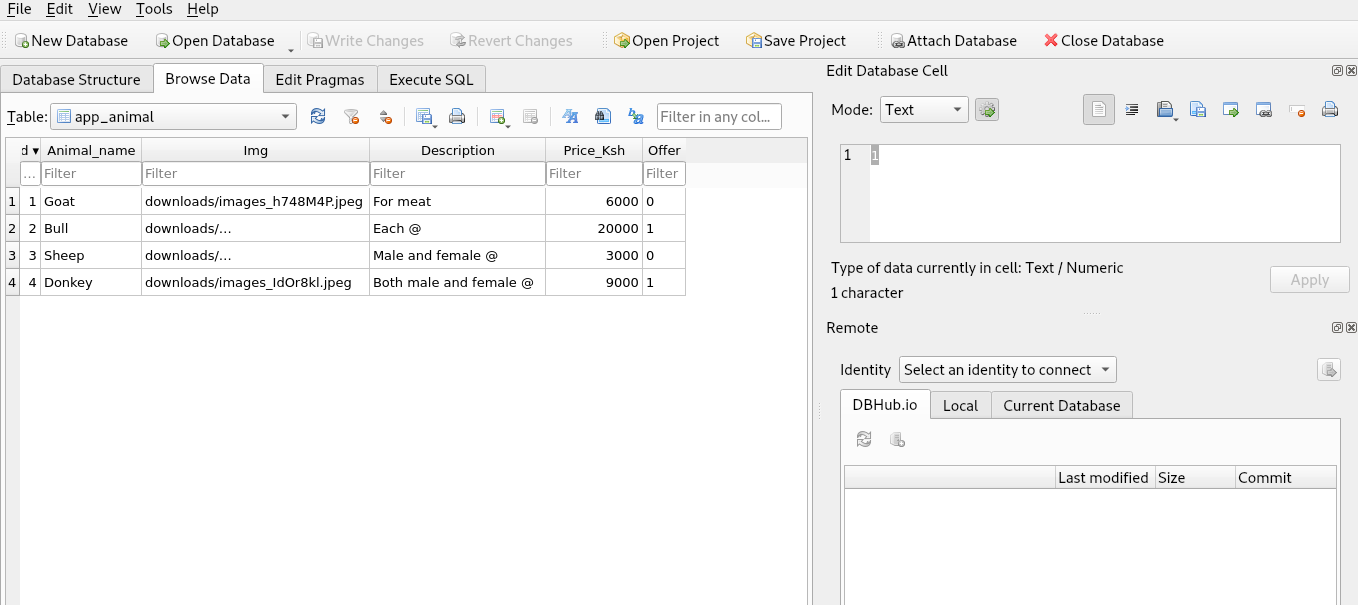 File Edit View Tools Help
New Database Open Database Write Changes Revert Changes Open Project Save Project Attach Database Close Database
Database Structure Browse Data Edit Pragmas Execute SQL
Table: app_animal Filter in any col...
d Animal_name Img Description Price_Ksh Offer
... Filter Filter Filter Filter Filter
1 1 Goat downloads/images_h748M4P.jpeg For meat 6000 0
2 2 Bull downloads/... Each @ 20000 1
3 3 Sheep downloads/... Male and female @ 3000 0
4 4 Donkey downloads/images_IdOr8kl.jpeg Both male and female @ 9000 1
Edit Database Cell
Mode: Text
1 1
Type of data currently in cell: Text / Numeric
1 character
Apply
Remote
Identity Select an identity to connect
DBHub.io Local Current Database
Last modified Size Commit